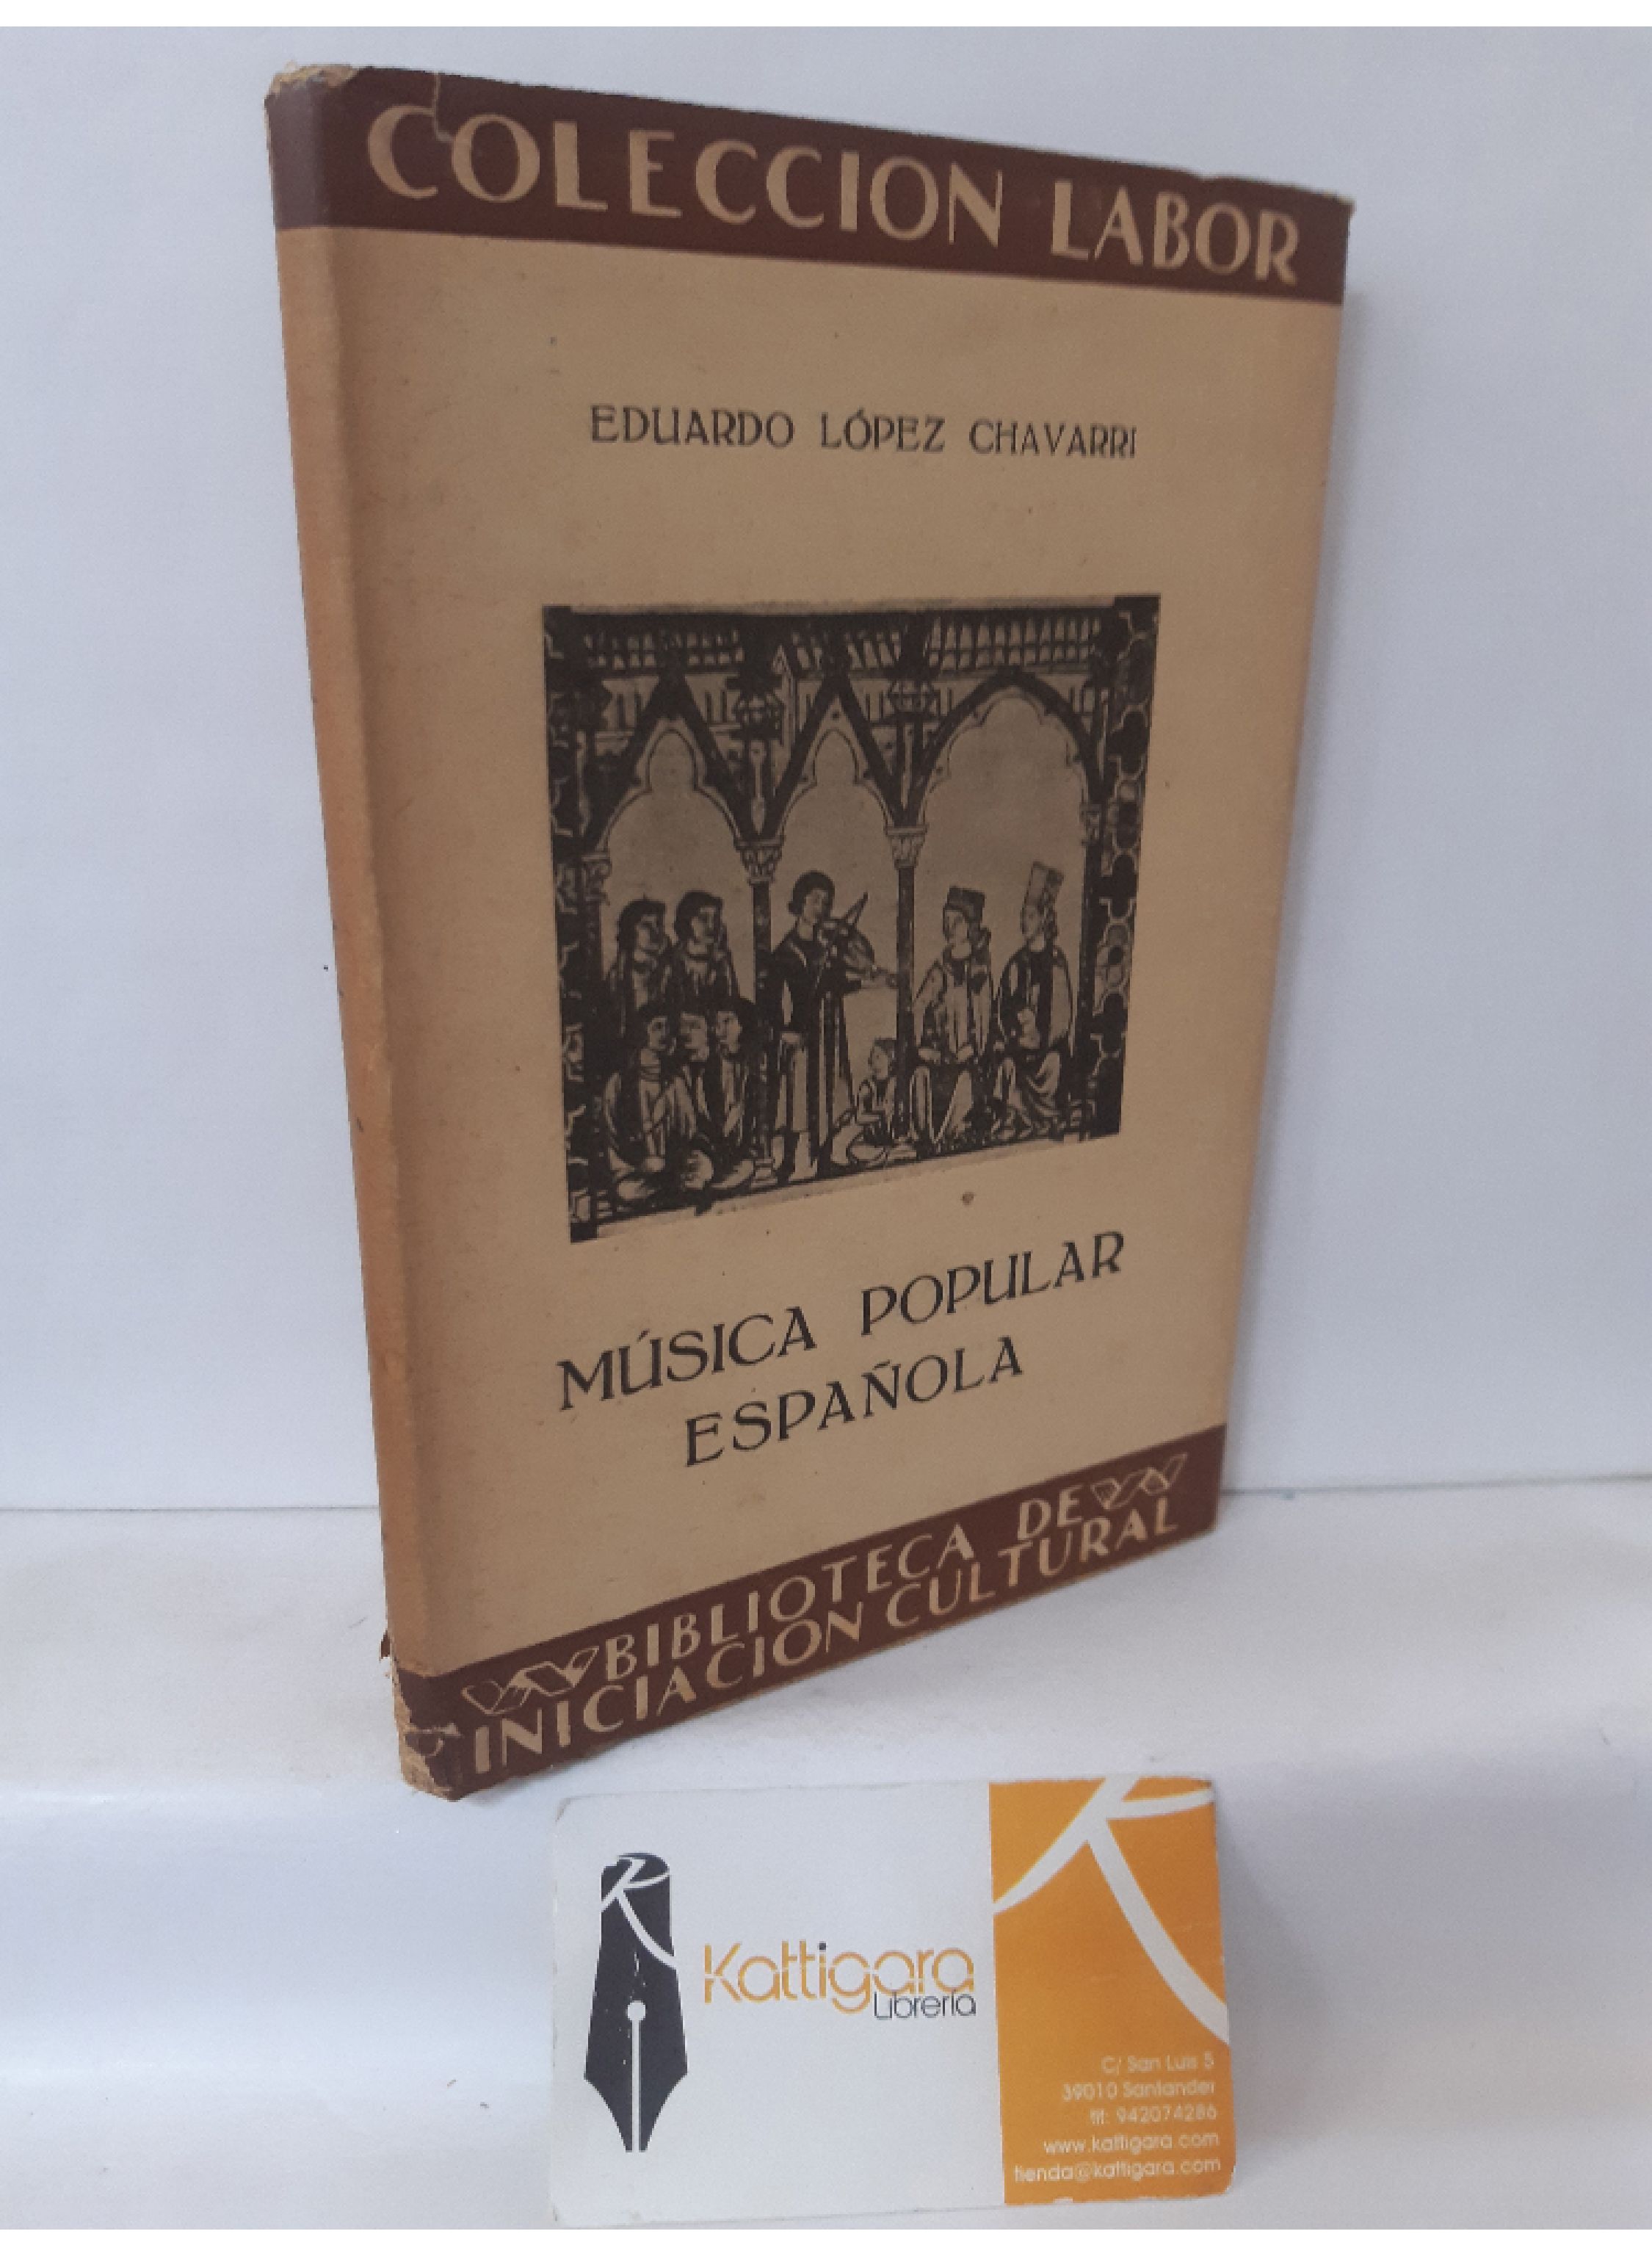 COLECCION LABOR
EDUARDO LÓPEZ CHAVARRI
MÚSICA POPULAR
ESPAÑOLA
BIBLIOTECA DE
INICIACION CULTURAL
Kattigara
Librería
C/ San Luis 5
39010 Santander
tlf: 942074286
www.kattigara.com
tienda@kattigara.com